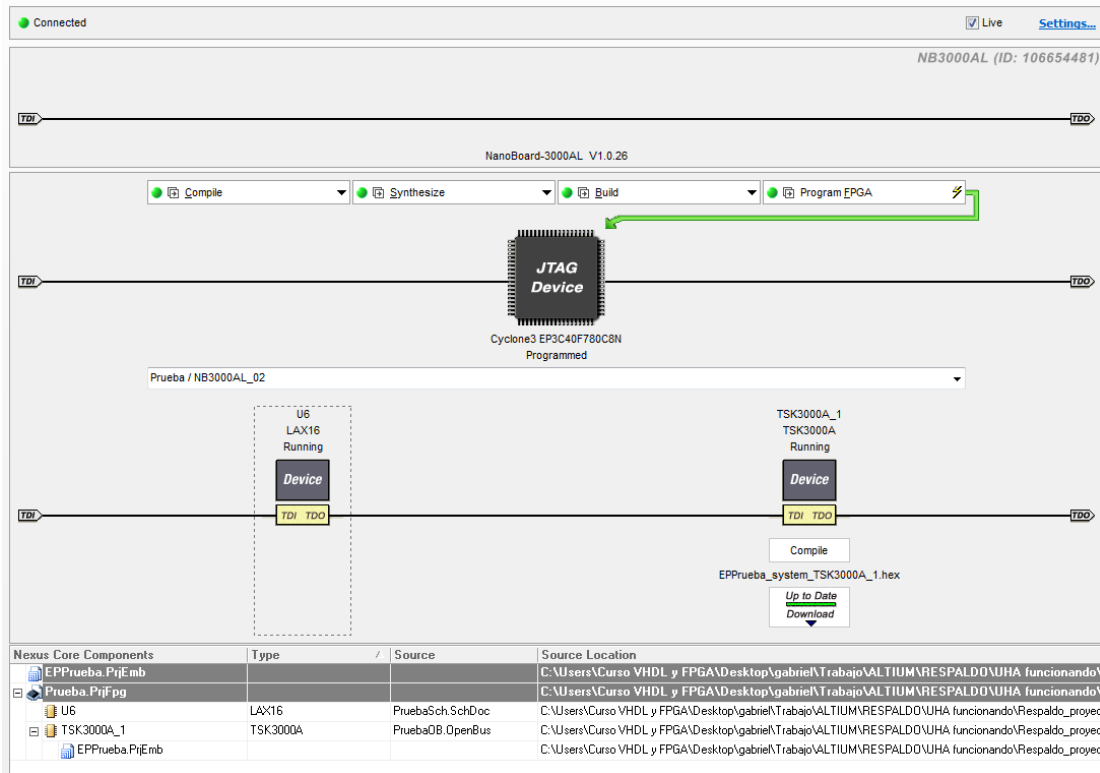 Connected Live Settings...
NB3000AL (ID: 106654481)
TDI TDO
NanoBoard-3000AL V1.0.26
Compile Synthesize Build Program FPGA
JTAG
Device
TDI TDO
Cyclone3 EP3C40F780C8N
Programmed
Prueba / NB3000AL_02
U6 TSK3000A_1
LAX16 TSK3000A
Running Running
Device Device
TDI TDI TDO TDI TDO TDO
Compile
EPPrueba_system_TSK3000A_1.hex
Up to Date
Download
Nexus Core Components Type / Source Source Location
EPPrueba.PrjEmb C:\Users\Curso VHDL y FPGA\Desktop\gabriel\Trabajo\ALTIUM\RESPALDO\UHA funcionando\
Prueba.PrjFpg C:\Users\Curso VHDL y FPGA\Desktop\gabriel\Trabajo\ALTIUM\RESPALDO\UHA funcionando\
U6 LAX16 PruebaSch.SchDoc C:\Users\Curso VHDL y FPGA\Desktop\gabriel\Trabajo\ALTIUM\RESPALDO\UHA funcionando\Respaldo_proyec
TSK3000A_1 TSK3000A PruebaOB.OpenBus C:\Users\Curso VHDL y FPGA\Desktop\gabriel\Trabajo\ALTIUM\RESPALDO\UHA funcionando\Respaldo_proyec
EPPrueba.PrjEmb C:\Users\Curso VHDL y FPGA\Desktop\gabriel\Trabajo\ALTIUM\RESPALDO\UHA funcionando\Respaldo_proyec